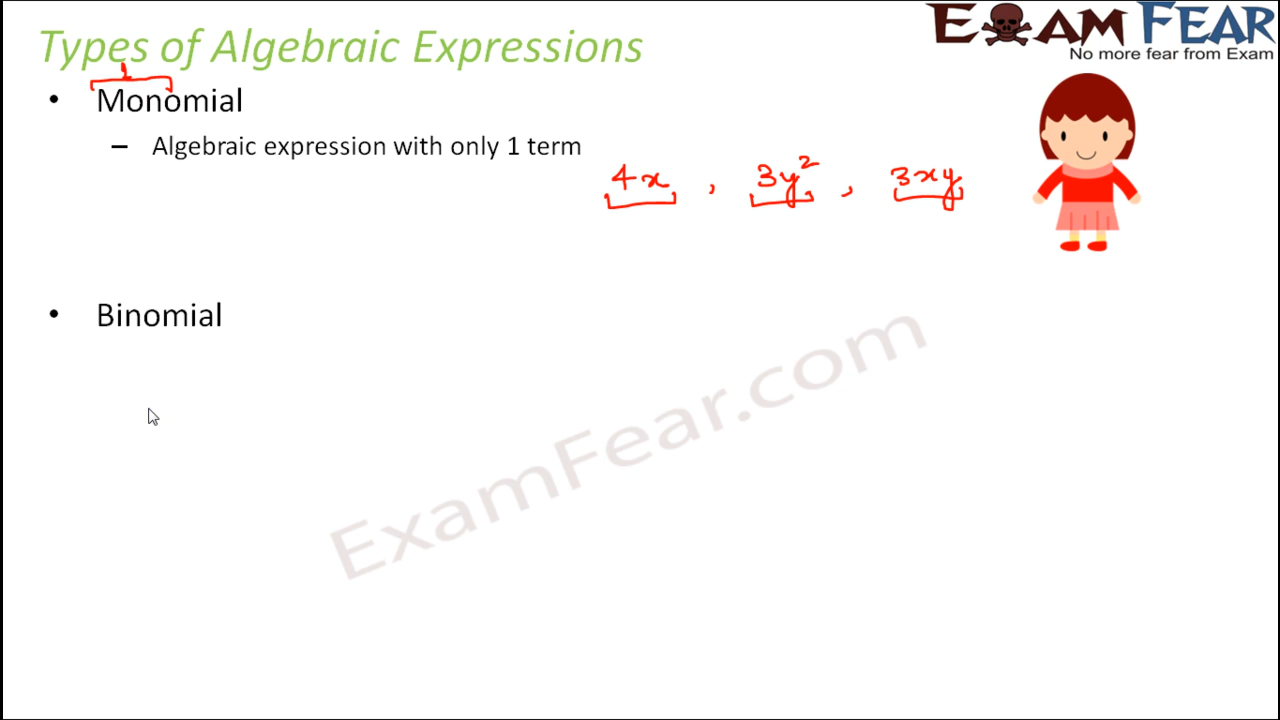 Types of Algebraic Expressions
EXAM FEAR
No more fear from Exam
1
• Monomial
– Algebraic expression with only 1 term
4x , 3y² , 3xy
• Binomial
ExamFear.com